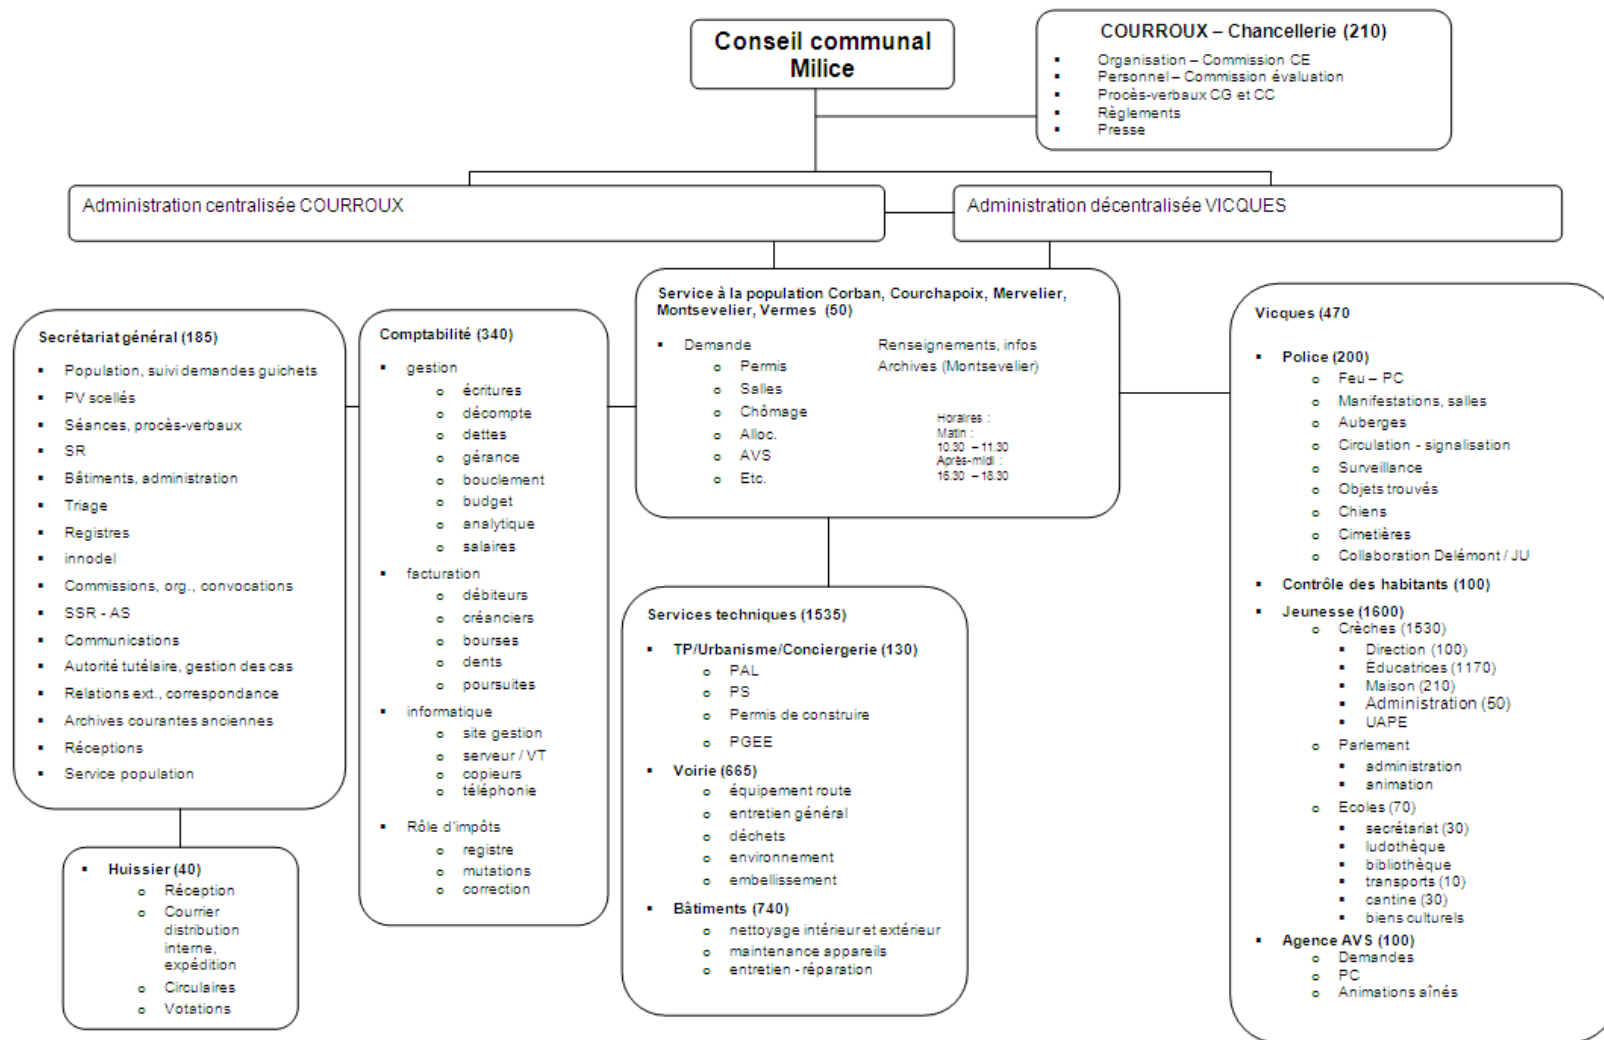 Conseil communal
Milice
COURROUX – Chancellerie (210)
▪ Organisation – Commission CE
▪ Personnel – Commission évaluation
▪ Procès-verbaux CG et CC
▪ Règlements
▪ Presse
Administration centralisée COURROUX
Administration décentralisée VICQUES
Secrétariat général (185)
▪ Population, suivi demandes guichets
▪ PV scellés
▪ Séances, procès-verbaux
▪ SR
▪ Bâtiments, administration
▪ Triage
▪ Registres
▪ innodel
▪ Commissions, org., convocations
▪ SSR - AS
▪ Communications
▪ Autorité tutélaire, gestion des cas
▪ Relations ext., correspondance
▪ Archives courantes anciennes
▪ Réceptions
▪ Service population
▪ Huissier (40)
o Réception
o Courrier
distribution
interne,
expédition
o Circulaires
o Votations
Comptabilité (340)
▪ gestion
o écritures
o décompte
o dettes
o gérance
o bouclement
o budget
o analytique
o salaires
▪ facturation
o débiteurs
o créanciers
o bourses
o dents
o poursuites
▪ informatique
o site gestion
o serveur / VT
o copieurs
o téléphonie
▪ Rôle d'impôts
o registre
o mutations
o correction
Service à la population Corban, Courchapoix, Mervelier,
Montsevelier, Vermes (50)
▪ Demande
o Permis
o Salles
o Chômage
o Alloc.
o AVS
o Etc.
Renseignements, infos
Archives (Montsevelier)
Horaires :
Matin :
10.30 – 11.30
Après-midi :
16.30 – 18.30
Services techniques (1535)
▪ TP/Urbanisme/Conciergerie (130)
o PAL
o PS
o Permis de construire
o PGEE
▪ Voirie (665)
o équipement route
o entretien général
o déchets
o environnement
o embellissement
▪ Bâtiments (740)
o nettoyage intérieur et extérieur
o maintenance appareils
o entretien - réparation
Vicques (470
▪ Police (200)
o Feu – PC
o Manifestations, salles
o Auberges
o Circulation - signalisation
o Surveillance
o Objets trouvés
o Chiens
o Cimetières
o Collaboration Delémont / JU
▪ Contrôle des habitants (100)
▪ Jeunesse (1600)
o Crèches (1530)
▪ Direction (100)
▪ Éducatrices (1170)
▪ Maison (210)
▪ Administration (50)
▪ UAPE
o Parlement
▪ administration
▪ animation
o Ecoles (70)
▪ secrétariat (30)
▪ ludothèque
▪ bibliothèque
▪ transports (10)
▪ cantine (30)
▪ biens culturels
▪ Agence AVS (100)
o Demandes
o PC
o Animations aînés